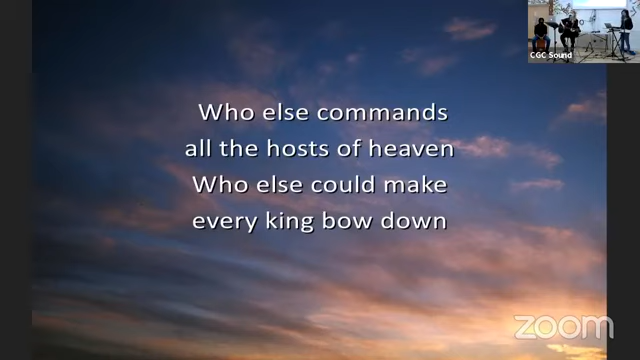 CGC Sound
Who else commands
all the hosts of heaven
Who else could make
every king bow down
zoom